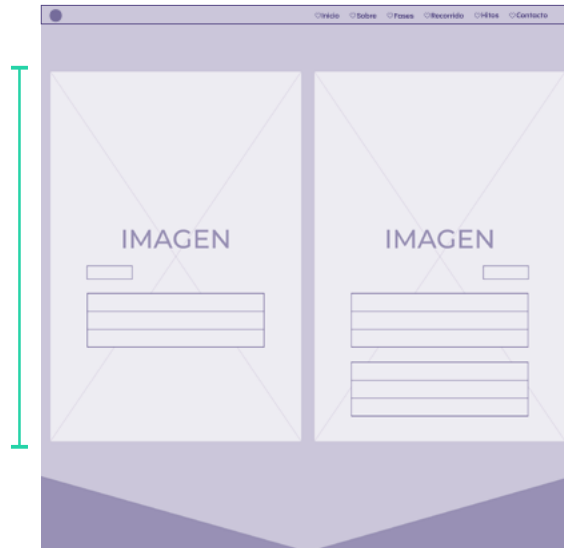 ♡Inicio ♡Sobre ♡Fases ♡Recorrido ♡Hitos ♡Contacto
IMAGEN
IMAGEN